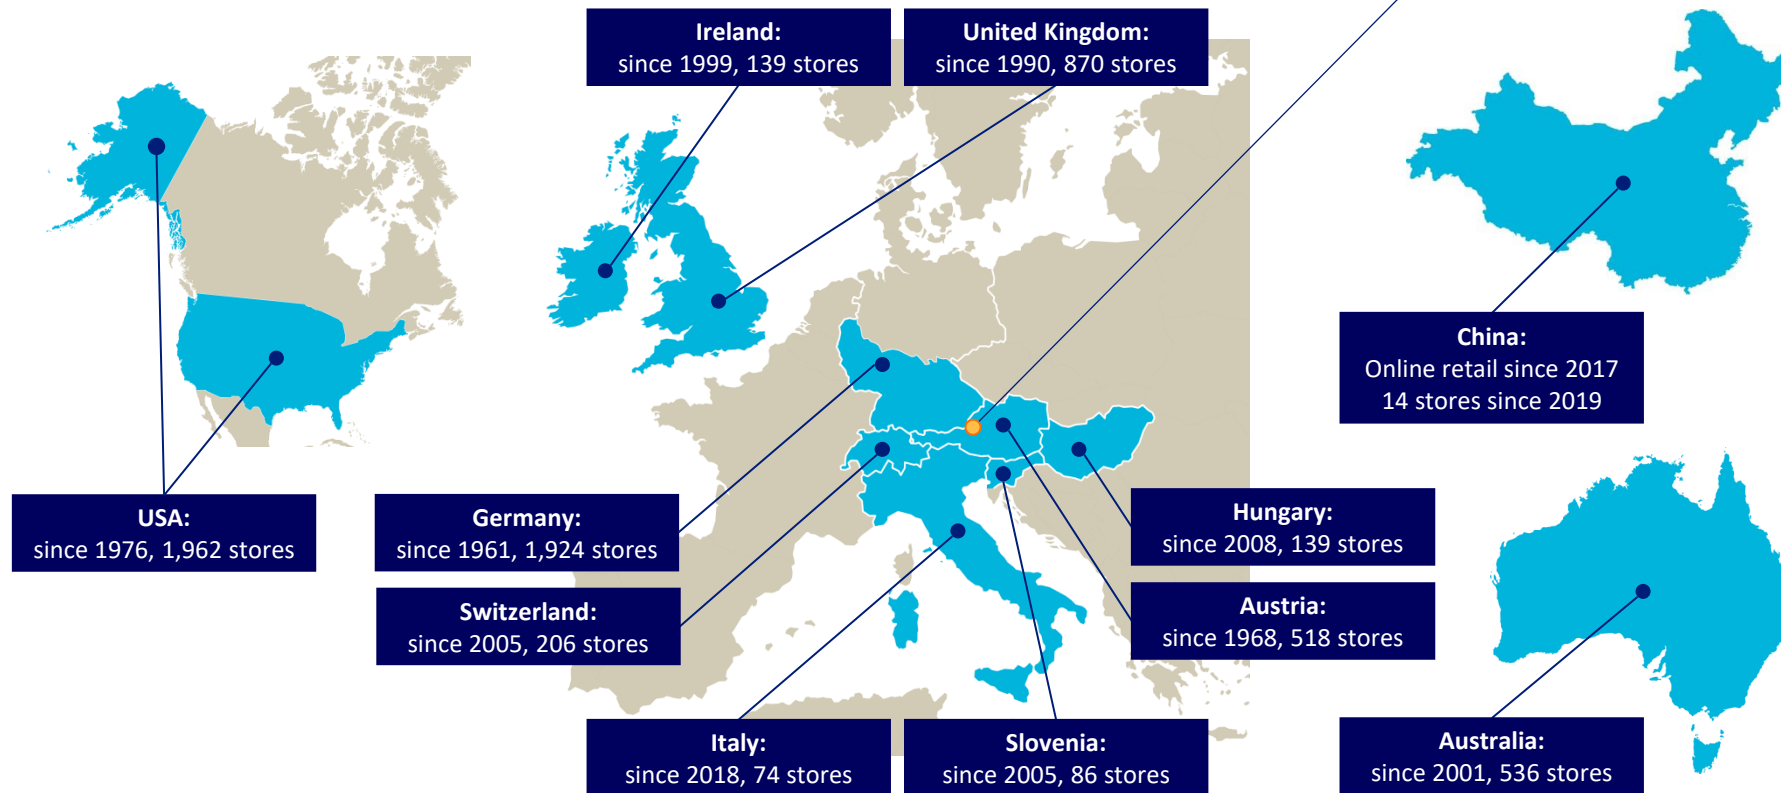 Ireland:
since 1999, 139 stores
United Kingdom:
since 1990, 870 stores
China:
Online retail since 2017
14 stores since 2019
USA:
since 1976, 1,962 stores
Germany:
since 1961, 1,924 stores
Hungary:
since 2008, 139 stores
Switzerland:
since 2005, 206 stores
Austria:
since 1968, 518 stores
Italy:
since 2018, 74 stores
Slovenia:
since 2005, 86 stores
Australia:
since 2001, 536 stores